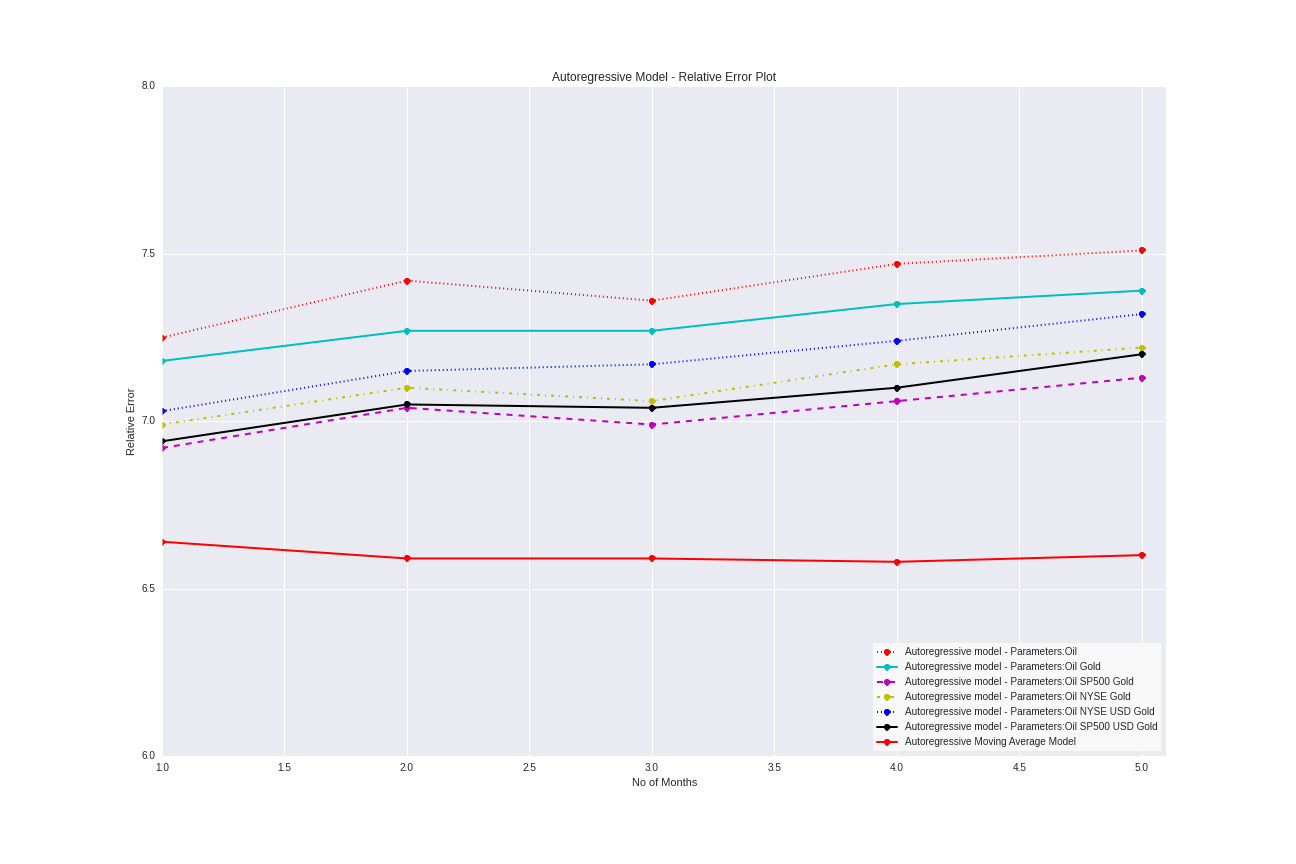 Autoregressive Model - Relative Error Plot
8.0
7.5
7.0
6.5
6.0
Relative Error
1.0 1.5 2.0 2.5 3.0 3.5 4.0 4.5 5.0
No of Months
Autoregressive model - Parameters:Oil
Autoregressive model - Parameters:Oil Gold
Autoregressive model - Parameters:Oil SP500 Gold
Autoregressive model - Parameters:Oil NYSE Gold
Autoregressive model - Parameters:Oil NYSE USD Gold
Autoregressive model - Parameters:Oil SP500 USD Gold
Autoregressive Moving Average Model